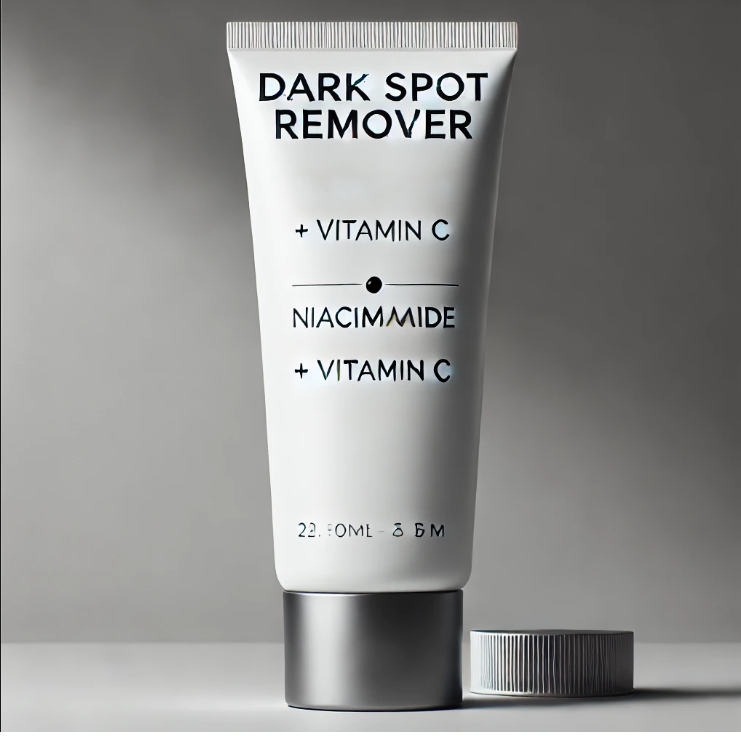 DARK SPOT
REMOVER
+ VITAMIN C
NIACIMMIDE
+ VITAMIN C